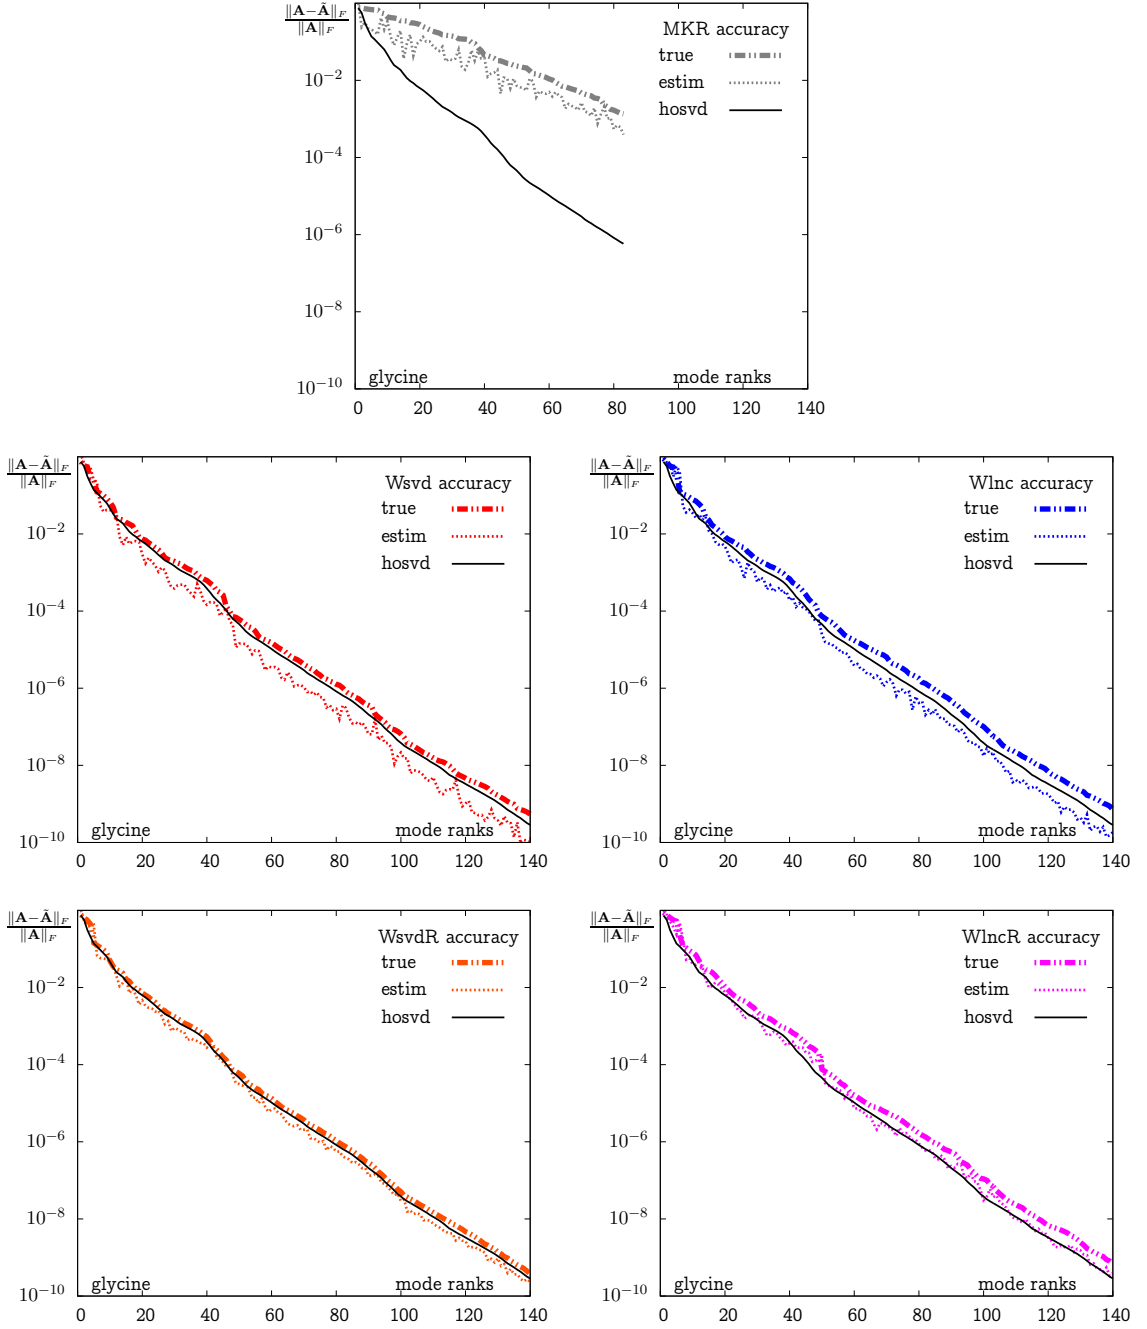 ‖A−Ã‖_F / ‖A‖_F
MKR accuracy
true
estim
hosvd
10^−2
10^−4
10^−6
10^−8
10^−10
glycine mode ranks
0 20 40 60 80 100 120 140
‖A−Ã‖_F / ‖A‖_F
Wsvd accuracy
true
estim
hosvd
10^−2
10^−4
10^−6
10^−8
10^−10
glycine mode ranks
0 20 40 60 80 100 120 140
‖A−Ã‖_F / ‖A‖_F
Wlnc accuracy
true
estim
hosvd
10^−2
10^−4
10^−6
10^−8
10^−10
glycine mode ranks
0 20 40 60 80 100 120 140
‖A−Ã‖_F / ‖A‖_F
WsvdR accuracy
true
estim
hosvd
10^−2
10^−4
10^−6
10^−8
10^−10
glycine mode ranks
0 20 40 60 80 100 120 140
‖A−Ã‖_F / ‖A‖_F
WlncR accuracy
true
estim
hosvd
10^−2
10^−4
10^−6
10^−8
10^−10
glycine mode ranks
0 20 40 60 80 100 120 140